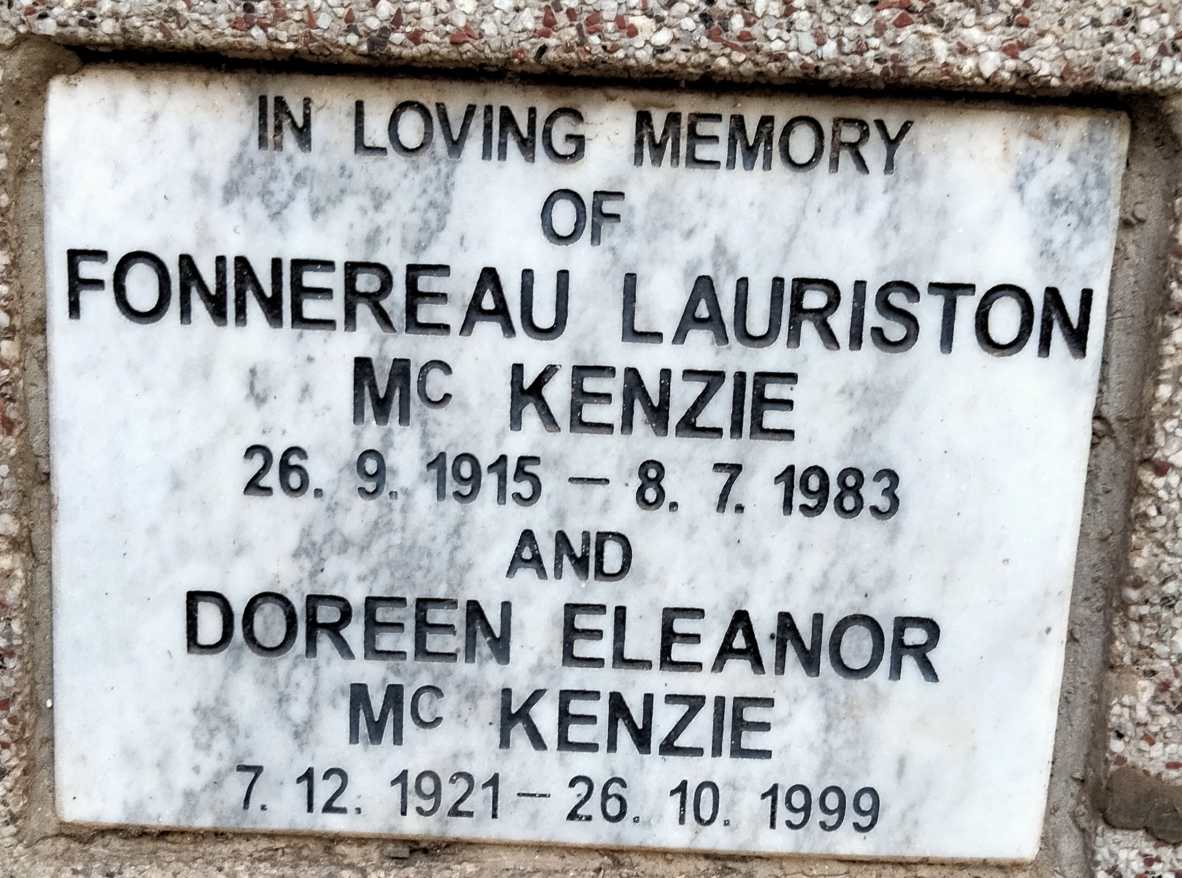 IN LOVING MEMORY
OF
FONNEREAU LAURISTON
Mc KENZIE
26. 9. 1915 – 8. 7. 1983
AND
DOREEN ELEANOR
Mc KENZIE
7. 12. 1921 – 26. 10. 1999